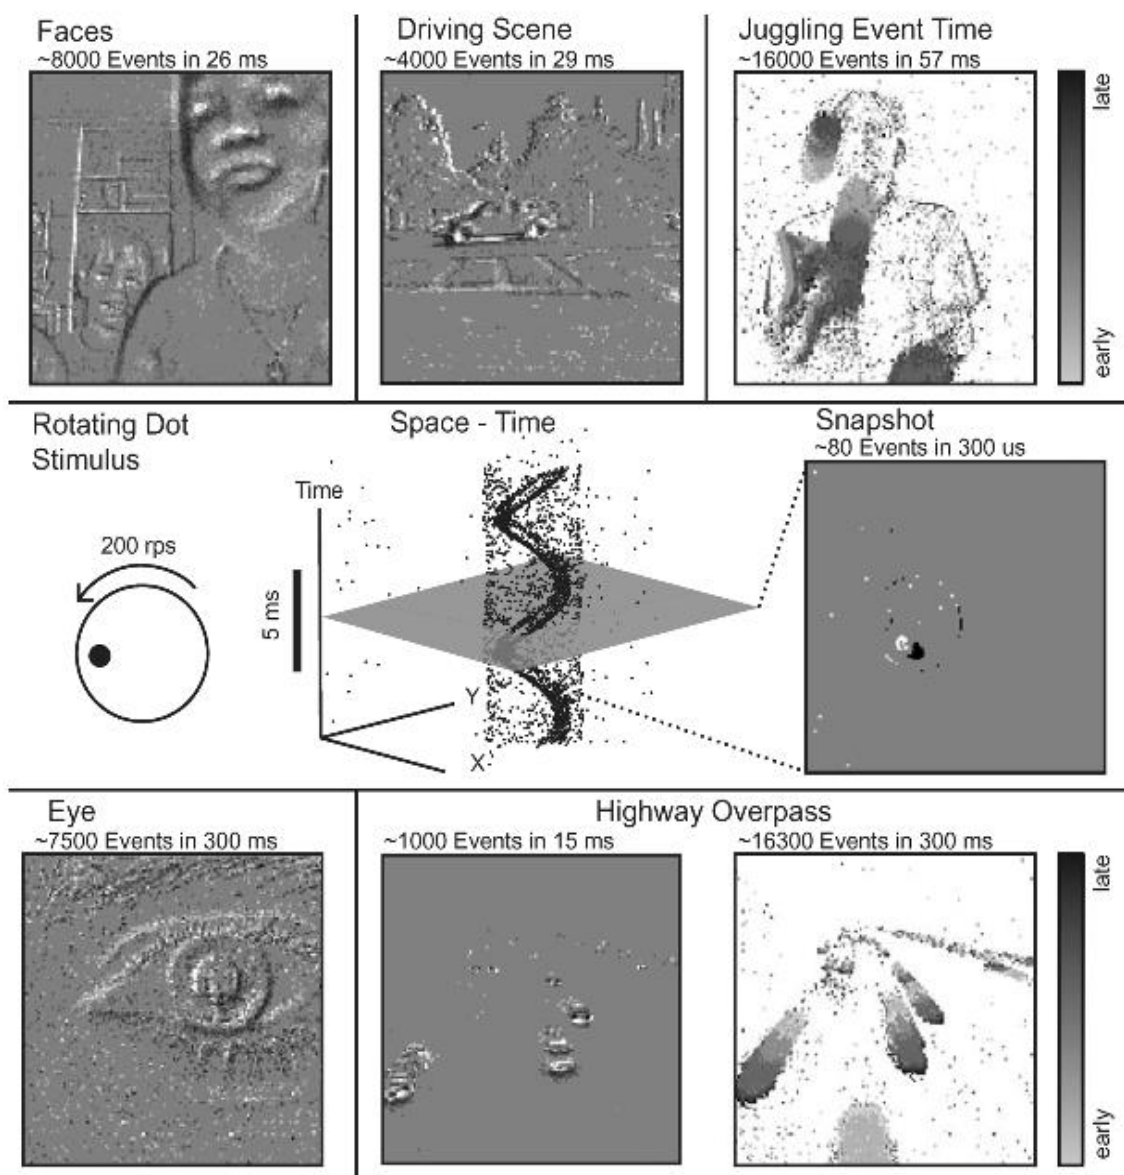 Faces
~8000 Events in 26 ms
Driving Scene
~4000 Events in 29 ms
Juggling Event Time
~16000 Events in 57 ms
late
early
Rotating Dot
Stimulus
200 rps
Space - Time
Time
5 ms
Y
X
Snapshot
~80 Events in 300 us
Eye
~7500 Events in 300 ms
Highway Overpass
~1000 Events in 15 ms
~16300 Events in 300 ms
late
early